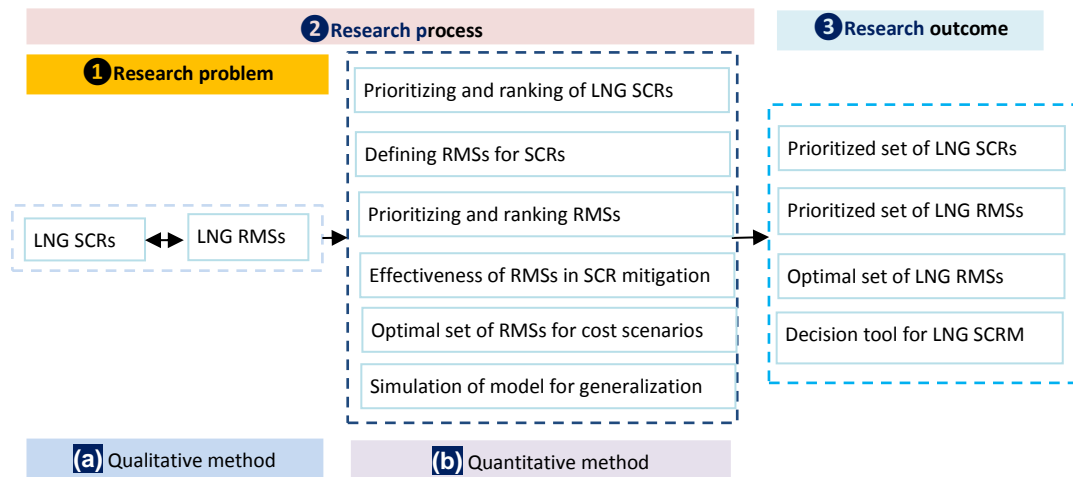 2 Research process
3 Research outcome
1 Research problem
LNG SCRs
LNG RMSs
Prioritizing and ranking of LNG SCRs
Defining RMSs for SCRs
Prioritizing and ranking RMSs
Effectiveness of RMSs in SCR mitigation
Optimal set of RMSs for cost scenarios
Simulation of model for generalization
Prioritized set of LNG SCRs
Prioritized set of LNG RMSs
Optimal set of LNG RMSs
Decision tool for LNG SCRM
(a) Qualitative method
(b) Quantitative method